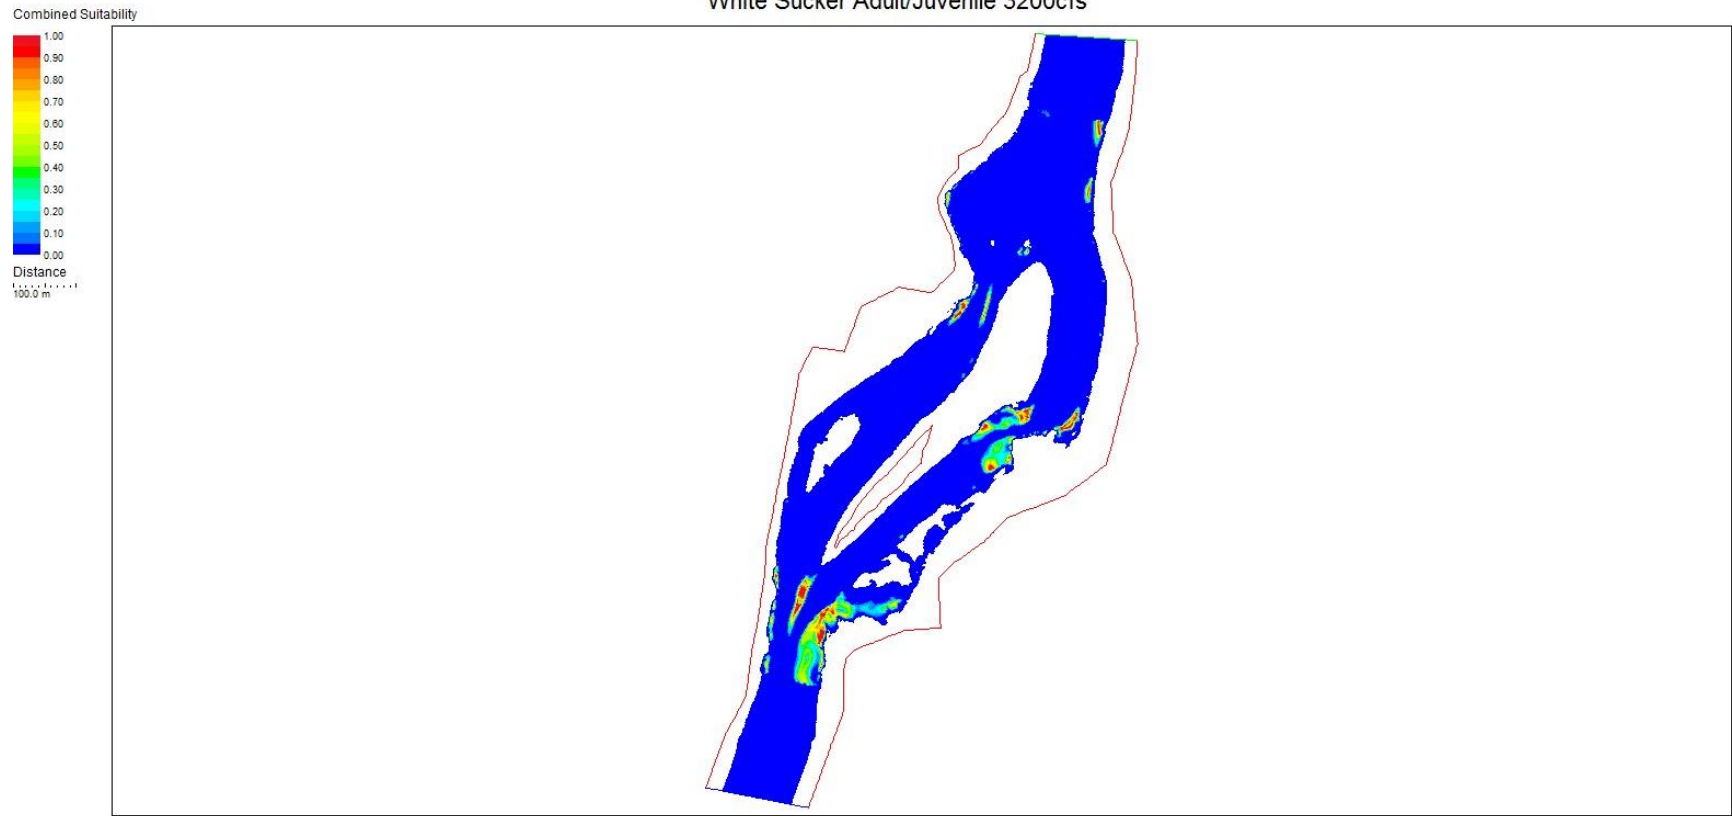 White Sucker Adult/Juvenile 3200cfs
Combined Suitability
1.00
0.90
0.80
0.70
0.60
0.50
0.40
0.30
0.20
0.10
0.00
Distance
100.0 m